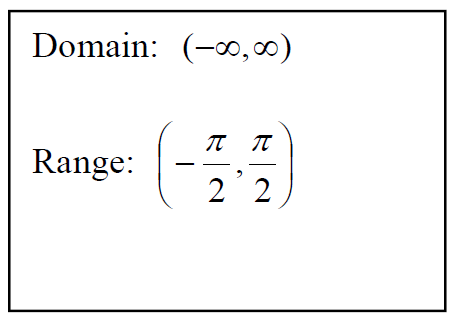 Domain: (−∞,∞)
Range: (−π/2, π/2)